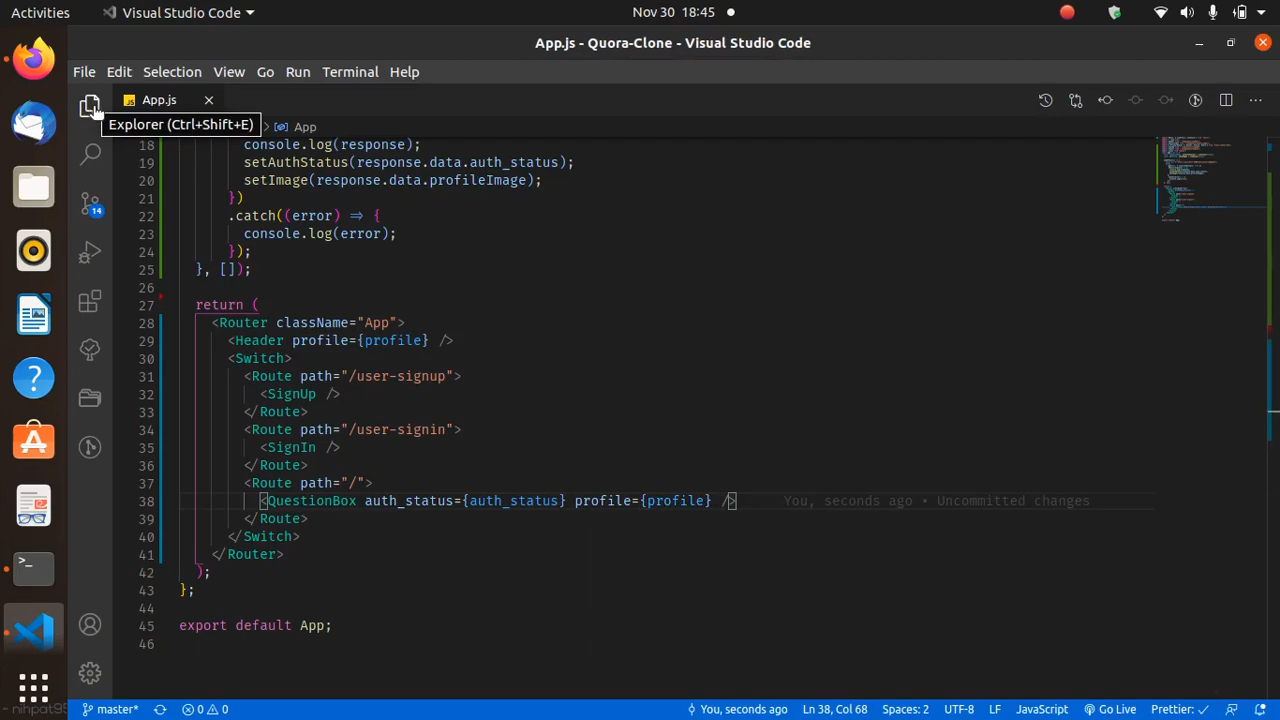 Activities
Visual Studio Code
Nov 30 18:45
App.js - Quora-Clone - Visual Studio Code
File Edit Selection View Go Run Terminal Help
JS App.js
Explorer (Ctrl+Shift+E)
App
18 console.log(response);
19 setAuthStatus(response.data.auth_status);
20 setImage(response.data.profileImage);
21 })
22 .catch((error) => {
23 console.log(error);
24 });
25 }, []);
26
27 return (
28 <Router className="App">
29 <Header profile={profile} />
30 <Switch>
31 <Route path="/user-signup">
32 <SignUp />
33 </Route>
34 <Route path="/user-signin">
35 <SignIn />
36 </Route>
37 <Route path="/">
38 <QuestionBox auth_status={auth_status} profile={profile} /> You, seconds ago • Uncommitted changes
39 </Route>
40 </Switch>
41 </Router>
42 );
43 };
44
45 export default App;
46
14
master* 0 0 You, seconds ago Ln 38, Col 68 Spaces: 2 UTF-8 LF JavaScript Go Live Prettier: ✓